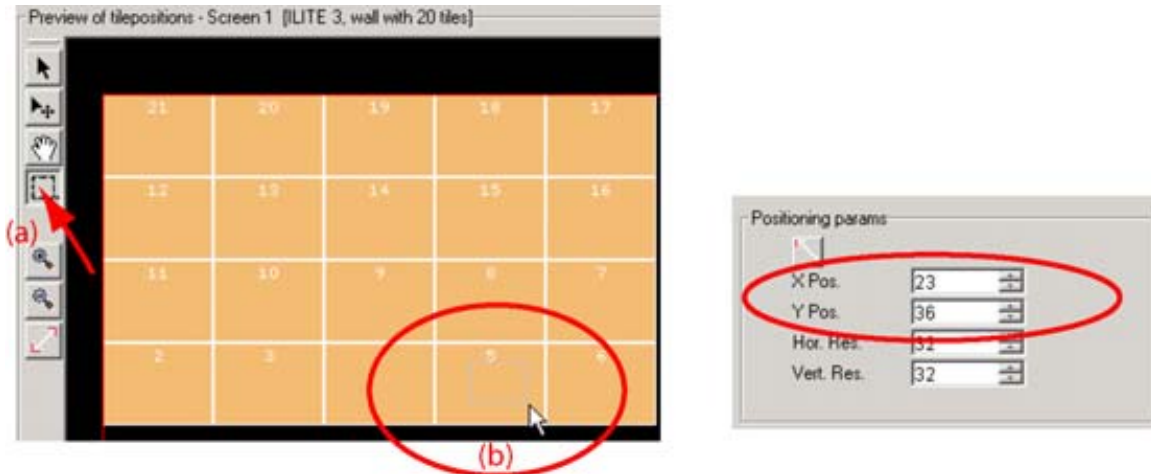 Preview of tilepositions - Screen 1 [ILITE 3, wall with 20 tiles]
21 20 19 18 17
12 13 14 15 16
(a)
11 10 9 8 7
2 3 5 6
(b)
Positioning params
X Pos. 23
Y Pos. 36
Hor. Res. 31
Vert. Res. 32